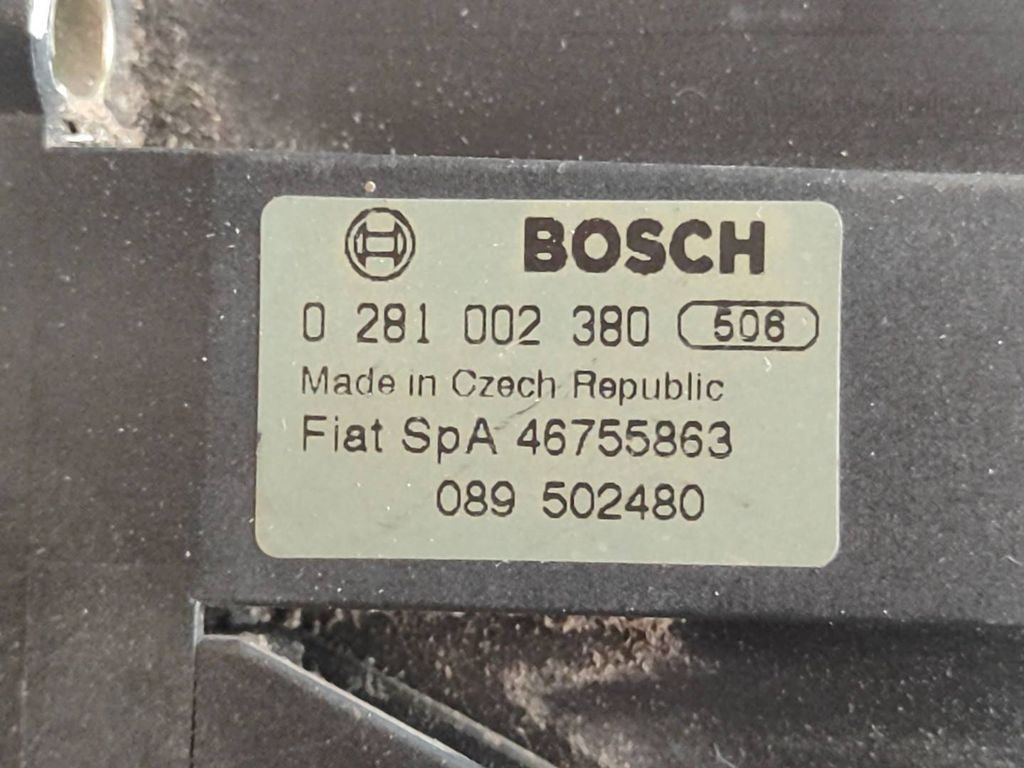 BOSCH
0 281 002 380 506
Made in Czech Republic
Fiat SpA 46755863
089 502480